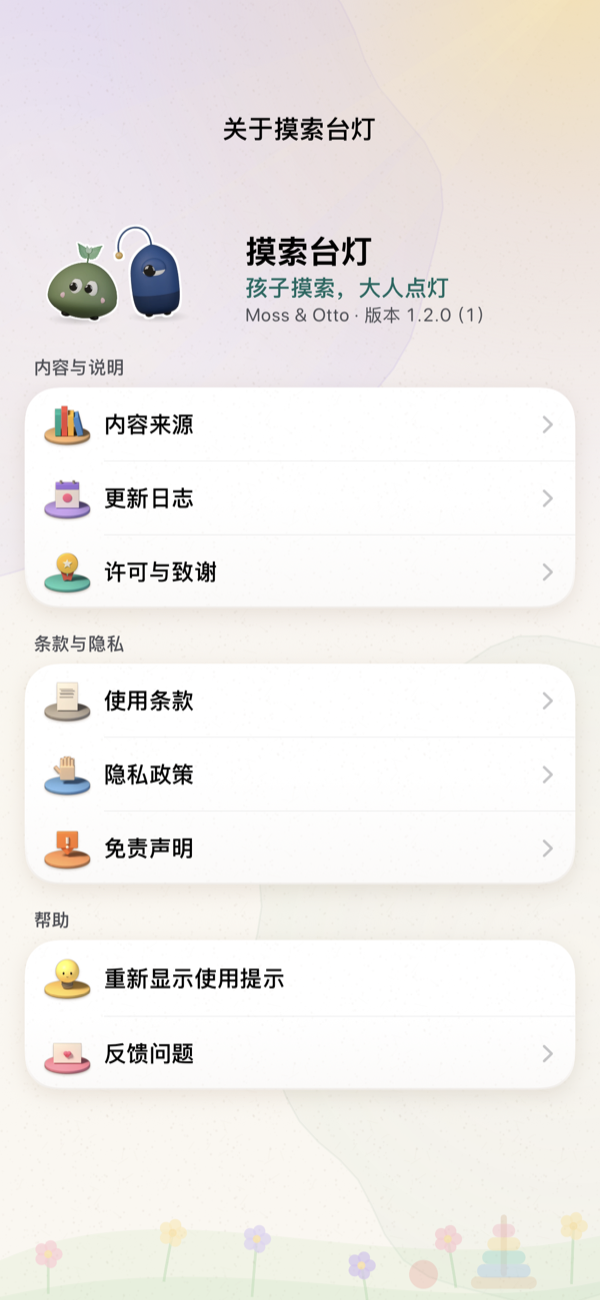 关于摸索台灯
摸索台灯
孩子摸索，大人点灯
Moss & Otto · 版本 1.2.0 (1)
内容与说明
内容来源
更新日志
许可与致谢
条款与隐私
使用条款
隐私政策
免责声明
帮助
重新显示使用提示
反馈问题